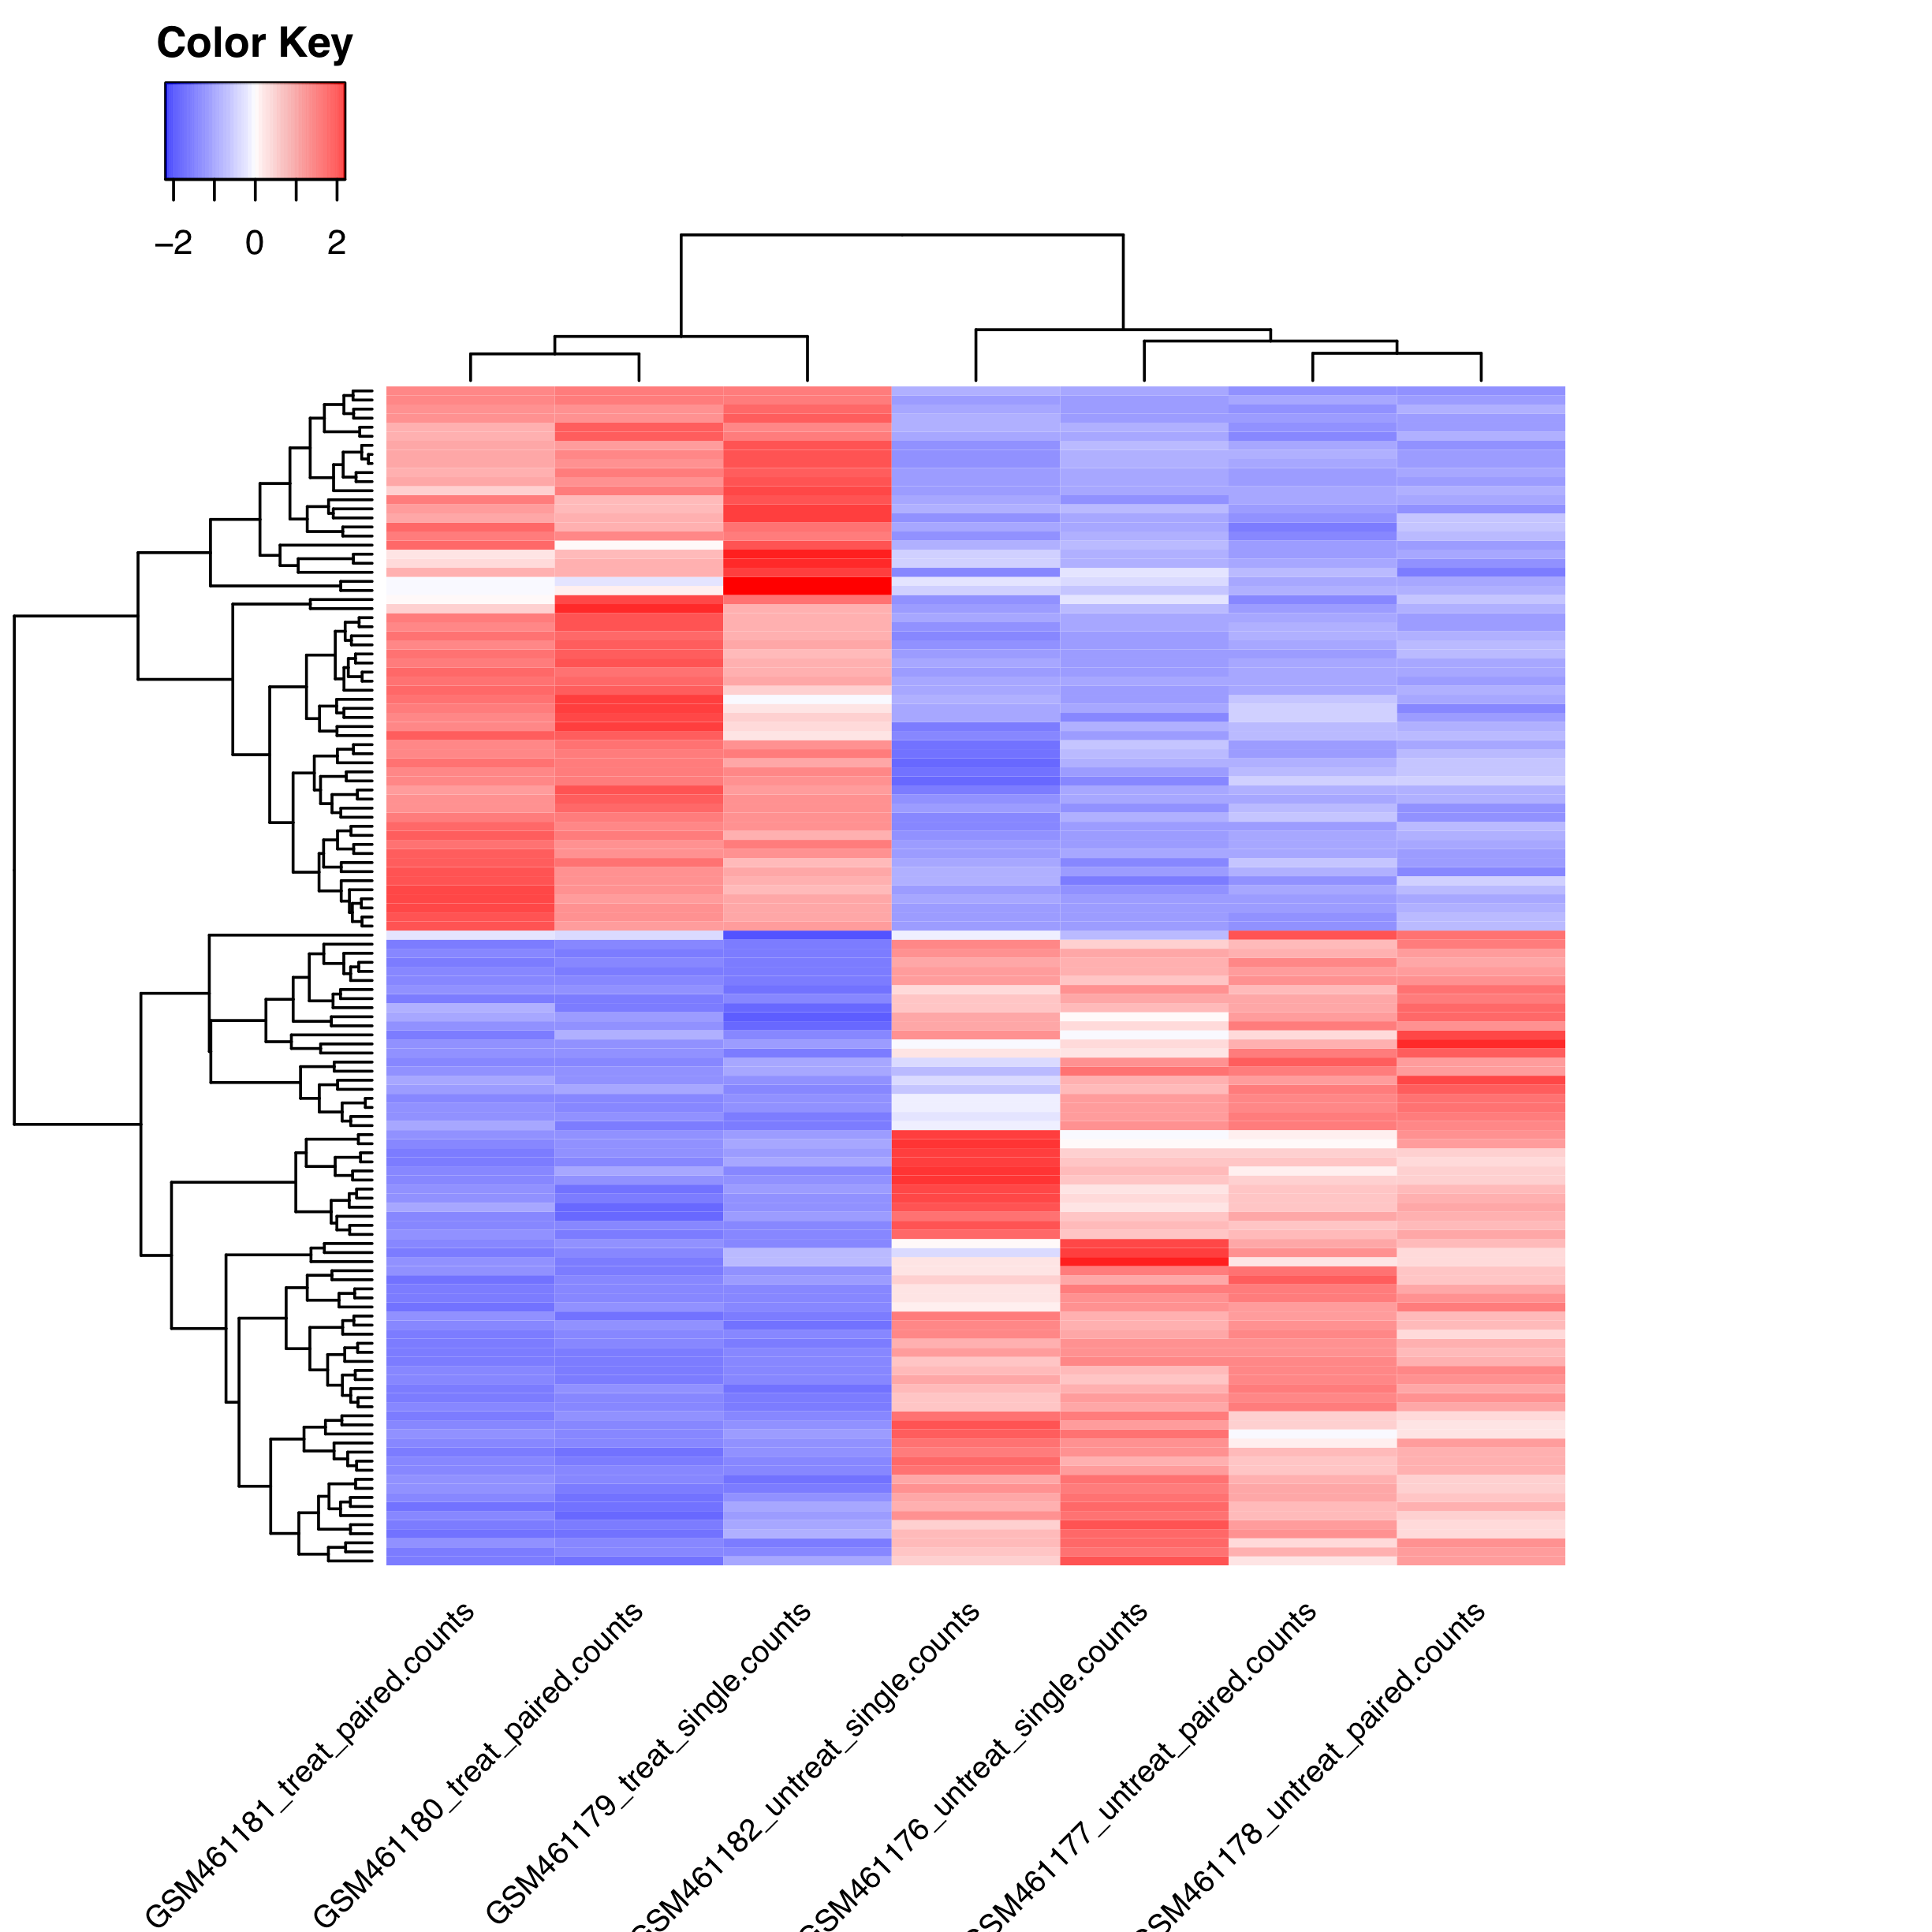 Color Key
−2 0 2
GSM461181_treat_paired.counts
GSM461180_treat_paired.counts
GSM461179_treat_single.counts
GSM461182_untreat_single.counts
GSM461176_untreat_single.counts
GSM461177_untreat_paired.counts
GSM461178_untreat_paired.counts